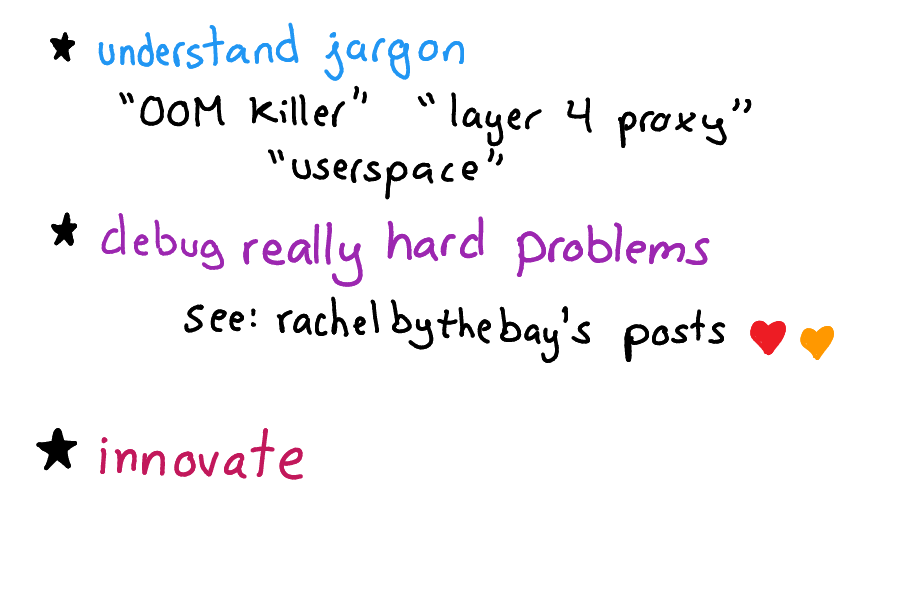 ★ understand jargon
"OOM killer" "layer 4 proxy"
"userspace"
★ debug really hard problems
see: rachelbythebay's posts ❤️ 🧡
★ innovate